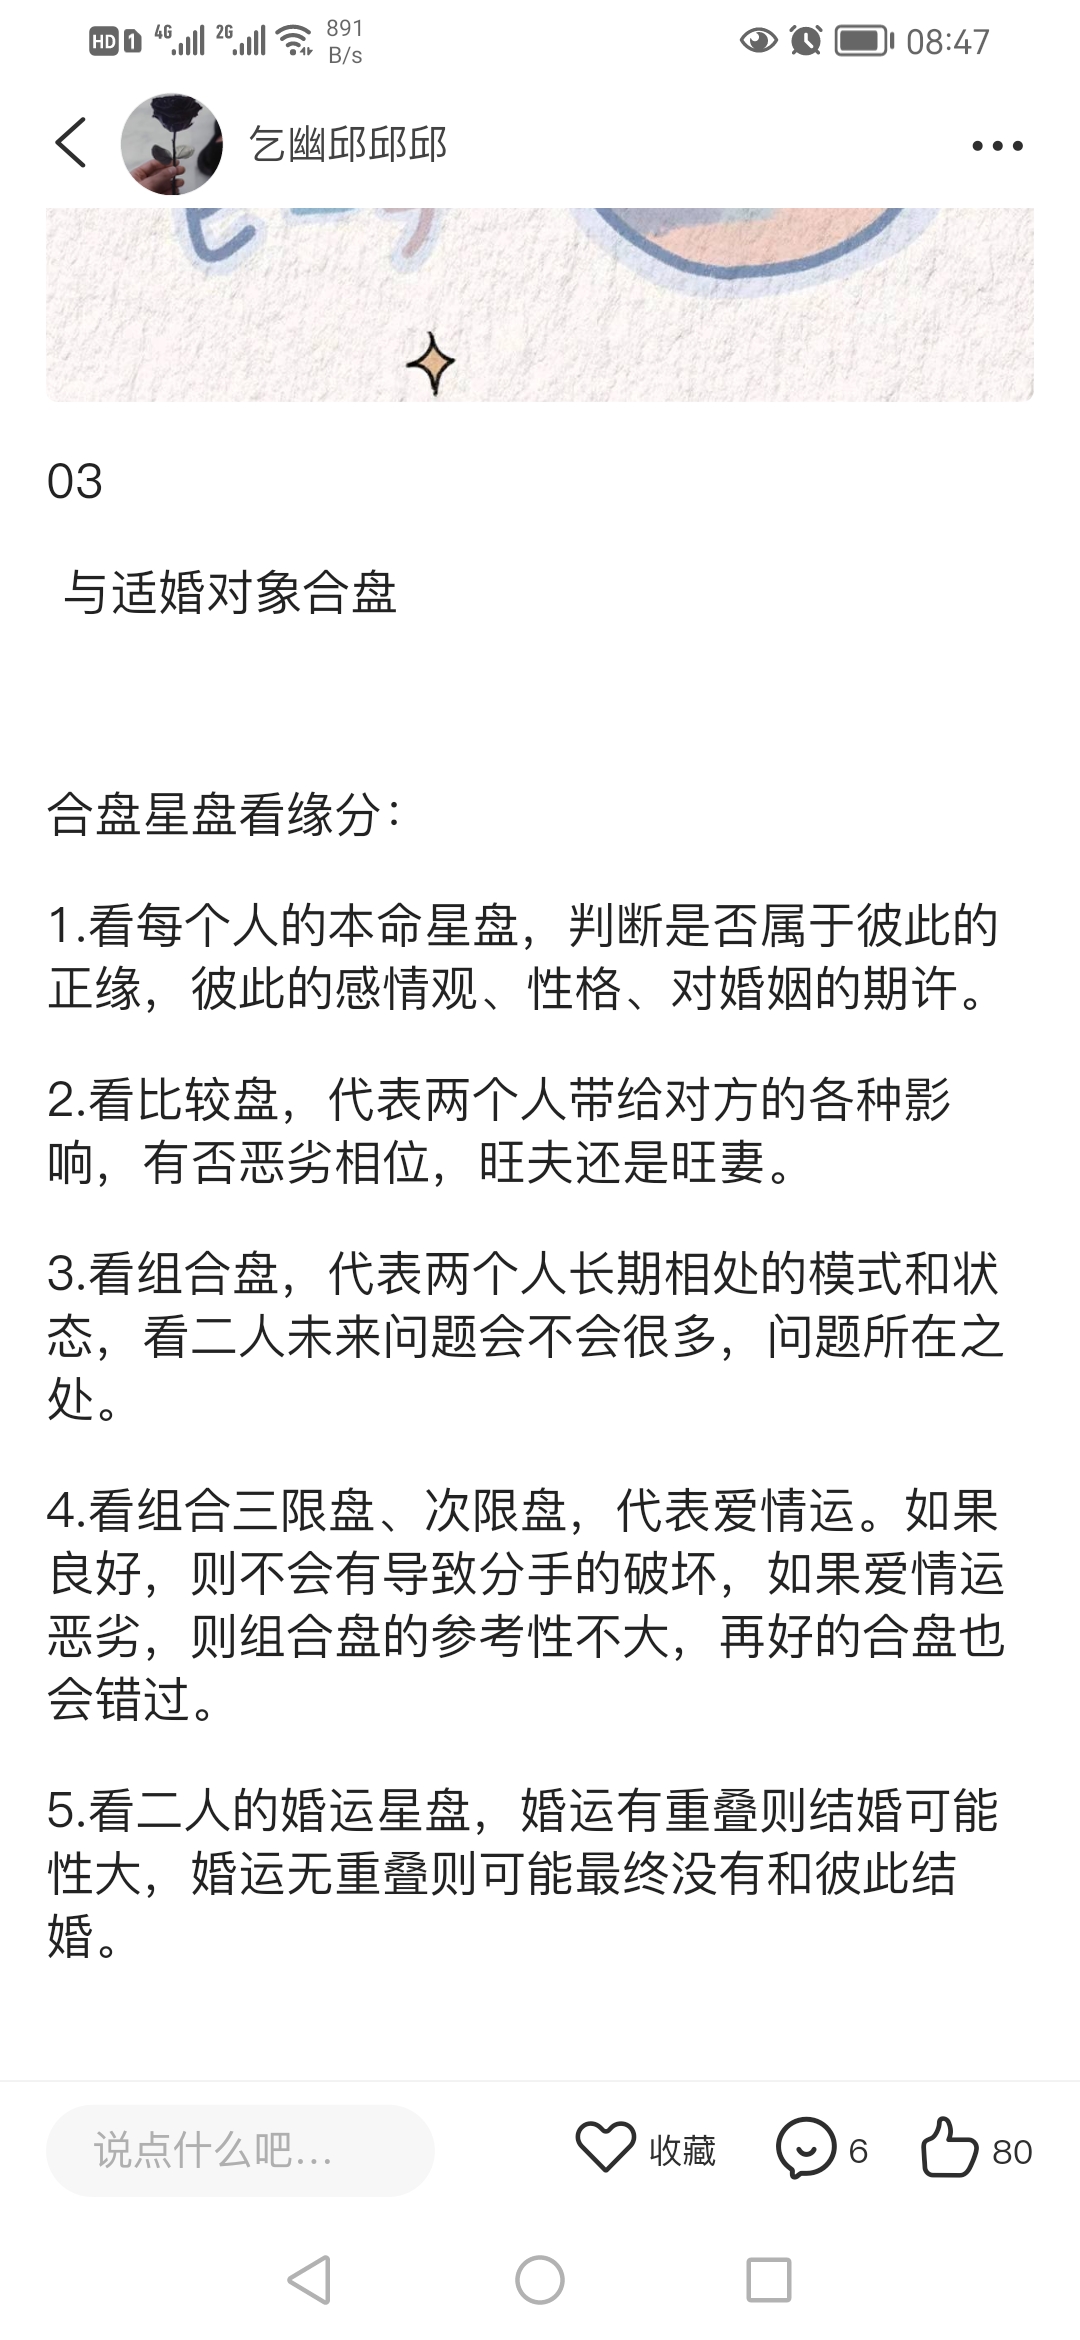 HD 1 4G 2G 891 B/s 08:47
乞幽邱邱邱
03
与适婚对象合盘
合盘星盘看缘分：
1.看每个人的本命星盘，判断是否属于彼此的
正缘，彼此的感情观、性格、对婚姻的期许。
2.看比较盘，代表两个人带给对方的各种影
响，有否恶劣相位，旺夫还是旺妻。
3.看组合盘，代表两个人长期相处的模式和状
态，看二人未来问题会不会很多，问题所在之
处。
4.看组合三限盘、次限盘，代表爱情运。如果
良好，则不会有导致分手的破坏，如果爱情运
恶劣，则组合盘的参考性不大，再好的合盘也
会错过。
5.看二人的婚运星盘，婚运有重叠则结婚可能
性大，婚运无重叠则可能最终没有和彼此结
婚。
说点什么吧... 收藏 6 80